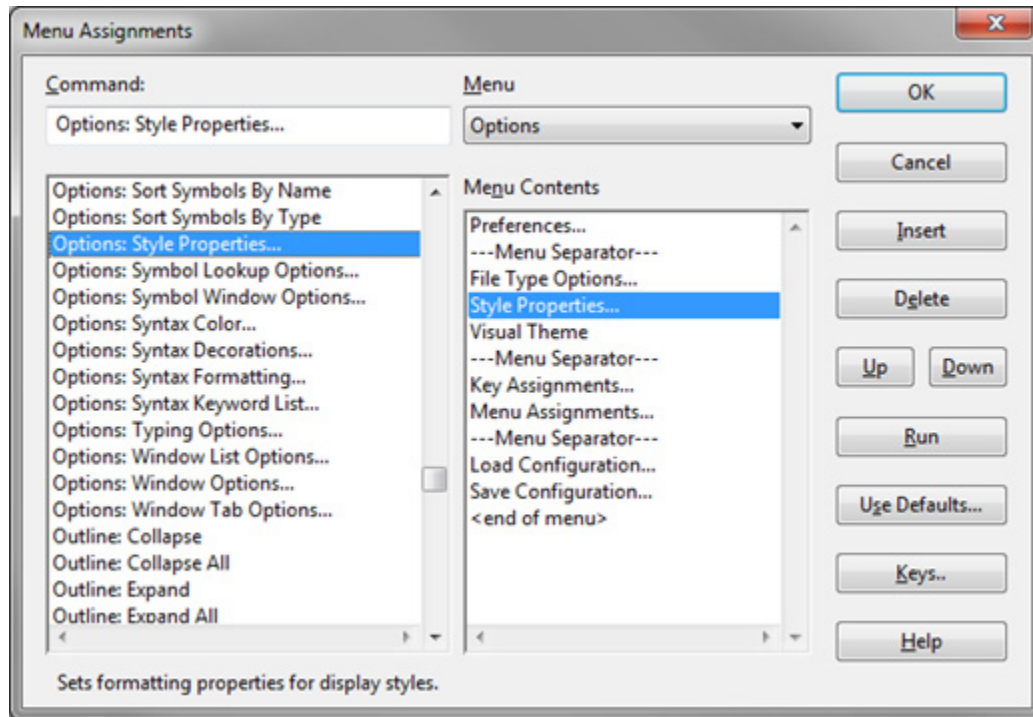 Menu Assignments
Command:
Options: Style Properties...
Options: Sort Symbols By Name
Options: Sort Symbols By Type
Options: Style Properties...
Options: Symbol Lookup Options...
Options: Symbol Window Options...
Options: Syntax Color...
Options: Syntax Decorations...
Options: Syntax Formatting...
Options: Syntax Keyword List...
Options: Typing Options...
Options: Window List Options...
Options: Window Options...
Options: Window Tab Options...
Outline: Collapse
Outline: Collapse All
Outline: Expand
Outline: Expand All
Menu
Options
Menu Contents
Preferences...
---Menu Separator---
File Type Options...
Style Properties...
Visual Theme
---Menu Separator---
Key Assignments...
Menu Assignments...
---Menu Separator---
Load Configuration...
Save Configuration...
<end of menu>
OK
Cancel
Insert
Delete
Up Down
Run
Use Defaults...
Keys..
Help
Sets formatting properties for display styles.